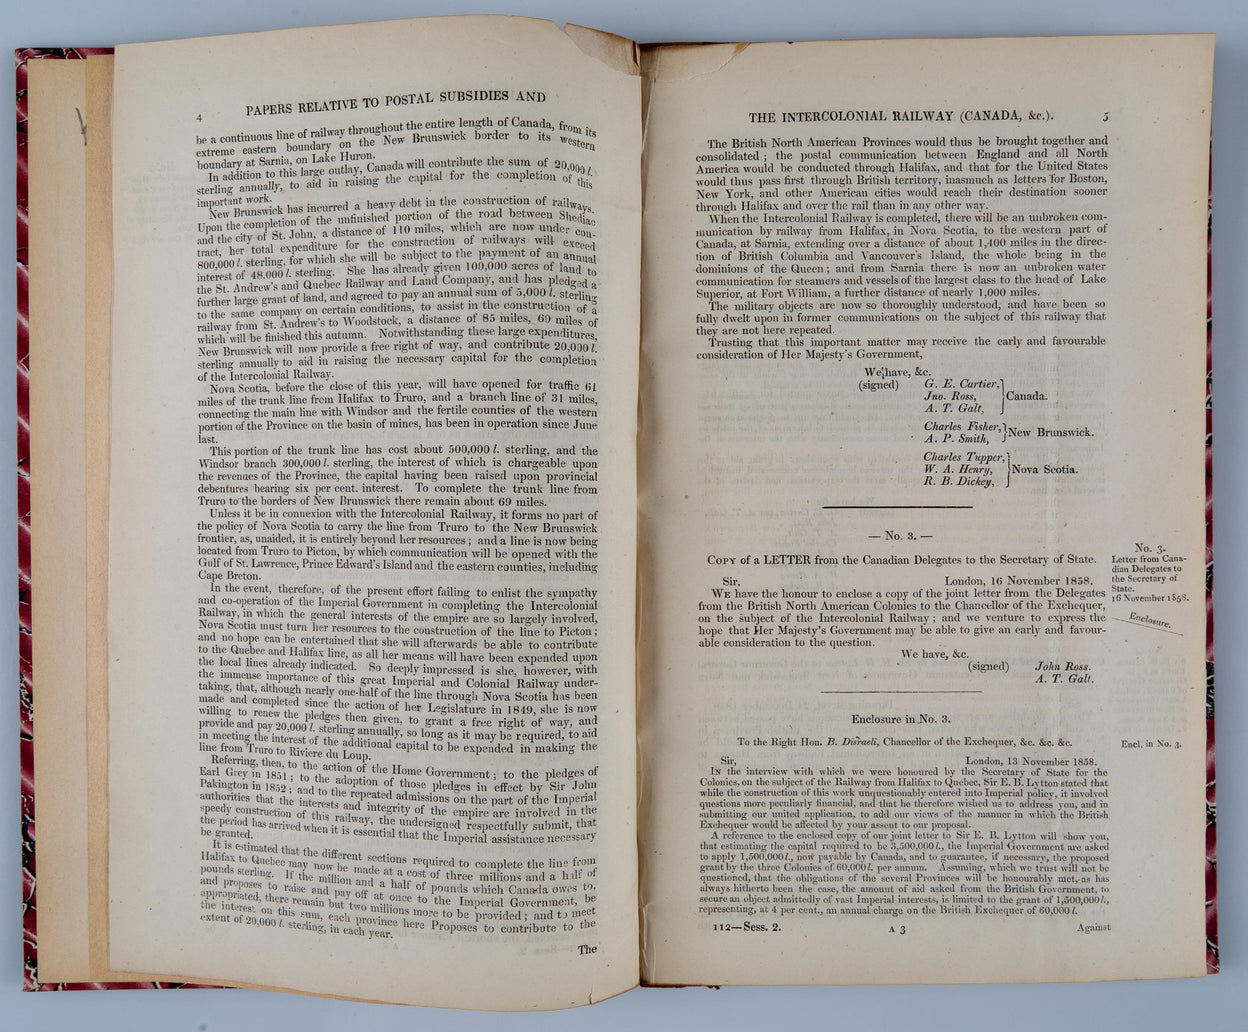 4
PAPERS RELATIVE TO POSTAL SUBSIDIES AND
be a continuous line of railway throughout the entire length of Canada, from its
extreme eastern boundary on the New Brunswick border to its western
boundary at Sarnia, on Lake Huron.
In addition to this large outlay, Canada will contribute the sum of 20,000 l.
sterling annually, to aid in raising the capital for the completion of this
important work.
New Brunswick has incurred a heavy debt in the construction of railways.
Upon the completion of the unfinished portion of the road between Shediac
and the city of St. John, a distance of 110 miles, which are now under con-
tract, her total expenditure for the construction of railways will exceed
800,000 l. sterling, for which she will be subject to the payment of an annual
interest of 48,000 l. sterling. She has already given 100,000 acres of land to
the St. Andrew's and Quebec Railway and Land Company, and has pledged a
further large grant of land, and agreed to pay an annual sum of 5,000 l. sterling
to the same company on certain conditions, to assist in the construction of a
railway from St. Andrew's to Woodstock, a distance of 85 miles, 60 miles of
which will be finished this autumn. Notwithstanding these large expenditures,
New Brunswick will now provide a free right of way, and contribute 20,000 l.
sterling annually to aid in raising the necessary capital for the completion
of the Intercolonial Railway.
Nova Scotia, before the close of this year, will have opened for traffic 61
miles of the trunk line from Halifax to Truro, and a branch line of 31 miles,
connecting the main line with Windsor and the fertile counties of the western
portion of the Province on the basin of mines, has been in operation since June
last.
This portion of the trunk line has cost about 500,000 l. sterling, and the
Windsor branch 300,000 l. sterling, the interest of which is chargeable upon
the revenues of the Province, the capital having been raised upon provincial
debentures bearing six per cent. interest. To complete the trunk line from
Truro to the borders of New Brunswick there remain about 69 miles.
Unless it be in connexion with the Intercolonial Railway, it forms no part of
the policy of Nova Scotia to carry the line from Truro to the New Brunswick
frontier, as, unaided, it is entirely beyond her resources; and a line is now being
located from Truro to Picton, by which communication will be opened with the
Gulf of St. Lawrence, Prince Edward's Island and the eastern counties, including
Cape Breton.
In the event, therefore, of the present effort failing to enlist the sympathy
and co-operation of the Imperial Government in completing the Intercolonial
Railway, in which the general interests of the empire are so largely involved,
Nova Scotia must turn her resources to the construction of the line to Picton;
and no hope can be entertained that she will afterwards be able to contribute
to the Quebec and Halifax line, as all her means will have been expended upon
the local lines already indicated. So deeply impressed is she, however, with
the immense importance of this great Imperial and Colonial Railway under-
taking, that, although nearly one-half of the line through Nova Scotia has been
made and completed since the action of her Legislature in 1849, she is now
willing to renew the pledges then given, to grant a free right of way, and
provide and pay 20,000 l. sterling annually, so long as it may be required, to aid
in meeting the interest of the additional capital to be expended in making the
line from Truro to Riviere du Loup.
Referring, then, to the action of the Home Government; to the pledges of
Earl Grey in 1851; to the adoption of those pledges in effect by Sir John
Pakington in 1852; and to the repeated admissions on the part of the Imperial
authorities that the interests and integrity of the empire are involved in the
speedy construction of this railway, the undersigned respectfully submit, that
the period has arrived when it is essential that the Imperial assistance necessary
be granted.
It is estimated that the different sections required to complete the line from
Halifax to Quebec may now be made at a cost of three millions and a half of
pounds sterling. If the million and a half of pounds which Canada owes to,
and proposes to raise and pay off at once to the Imperial Government, be
appropriated, there remain but two millions more to be provided; and to meet
the interest on this sum, each province here Proposes to contribute to the
extent of 20,000 l. sterling, in each year.
The
THE INTERCOLONIAL RAILWAY (CANADA, &c.).
5
The British North American Provinces would thus be brought together and
consolidated; the postal communication between England and all North
America would be conducted through Halifax, and that for the United States
would thus pass first through British territory, inasmuch as letters for Boston,
New York, and other American cities would reach their destination sooner
through Halifax and over the rail than in any other way.
When the Intercolonial Railway is completed, there will be an unbroken com-
munication by railway from Halifax, in Nova Scotia, to the western part of
Canada, at Sarnia, extending over a distance of about 1,400 miles in the direc-
tion of British Columbia and Vancouver's Island, the whole being in the
dominions of the Queen; and from Sarnia there is now an unbroken water
communication for steamers and vessels of the largest class to the head of Lake
Superior, at Fort William, a further distance of nearly 1,000 miles.
The military objects are now so thoroughly understood, and have been so
fully dwelt upon in former communications on the subject of this railway that
they are not here repeated.
Trusting that this important matter may receive the early and favourable
consideration of Her Majesty's Government,
We have, &c.
(signed) G. E. Cartier,
Jno. Ross, Canada.
A. T. Galt,
Charles Fisher,
A. P. Smith, New Brunswick.
Charles Tupper,
W. A. Henry, Nova Scotia.
R. B. Dickey,
— No. 3. —
COPY of a LETTER from the Canadian Delegates to the Secretary of State.
No. 3.
Letter from Cana-
dian Delegates to
the Secretary of
State.
16 November 1858.
Sir, London, 16 November 1858.
WE have the honour to enclose a copy of the joint letter from the Delegates
from the British North American Colonies to the Chancellor of the Exchequer,
on the subject of the Intercolonial Railway; and we venture to express the
hope that Her Majesty's Government may be able to give an early and favour-
able consideration to the question.
Enclosure.
We have, &c.
(signed) John Ross.
A. T. Galt.
Enclosure in No. 3.
To the Right Hon. B. Disraeli, Chancellor of the Exchequer, &c. &c. &c.
Encl. in No. 3.
Sir, London, 13 November 1858.
IN the interview with which we were honoured by the Secretary of State for the
Colonies, on the subject of the Railway from Halifax to Quebec, Sir E. B. Lytton stated that
while the construction of this work unquestionably entered into Imperial policy, it involved
questions more peculiarly financial, and that he therefore wished us to address you, and in
submitting our united application, to add our views of the manner in which the British
Exchequer would be affected by your assent to our proposal.
A reference to the enclosed copy of our joint letter to Sir E. B. Lytton will show you,
that estimating the capital required to be 3,500,000 l., the Imperial Government are asked
to apply 1,500,000 l., now payable by Canada, and to guarantee, if necessary, the proposed
grant by the three Colonies of 60,000 l. per annum. Assuming, which we trust will not be
questioned, that the obligations of the several Provinces will be honourably met, as has
always hitherto been the case, the amount of aid asked from the British Government, to
secure an object admittedly of vast Imperial interests, is limited to the grant of 1,500,000 l.,
representing, at 4 per cent., an annual charge on the British Exchequer of 60,000 l.
112—Sess. 2. A 3 Against